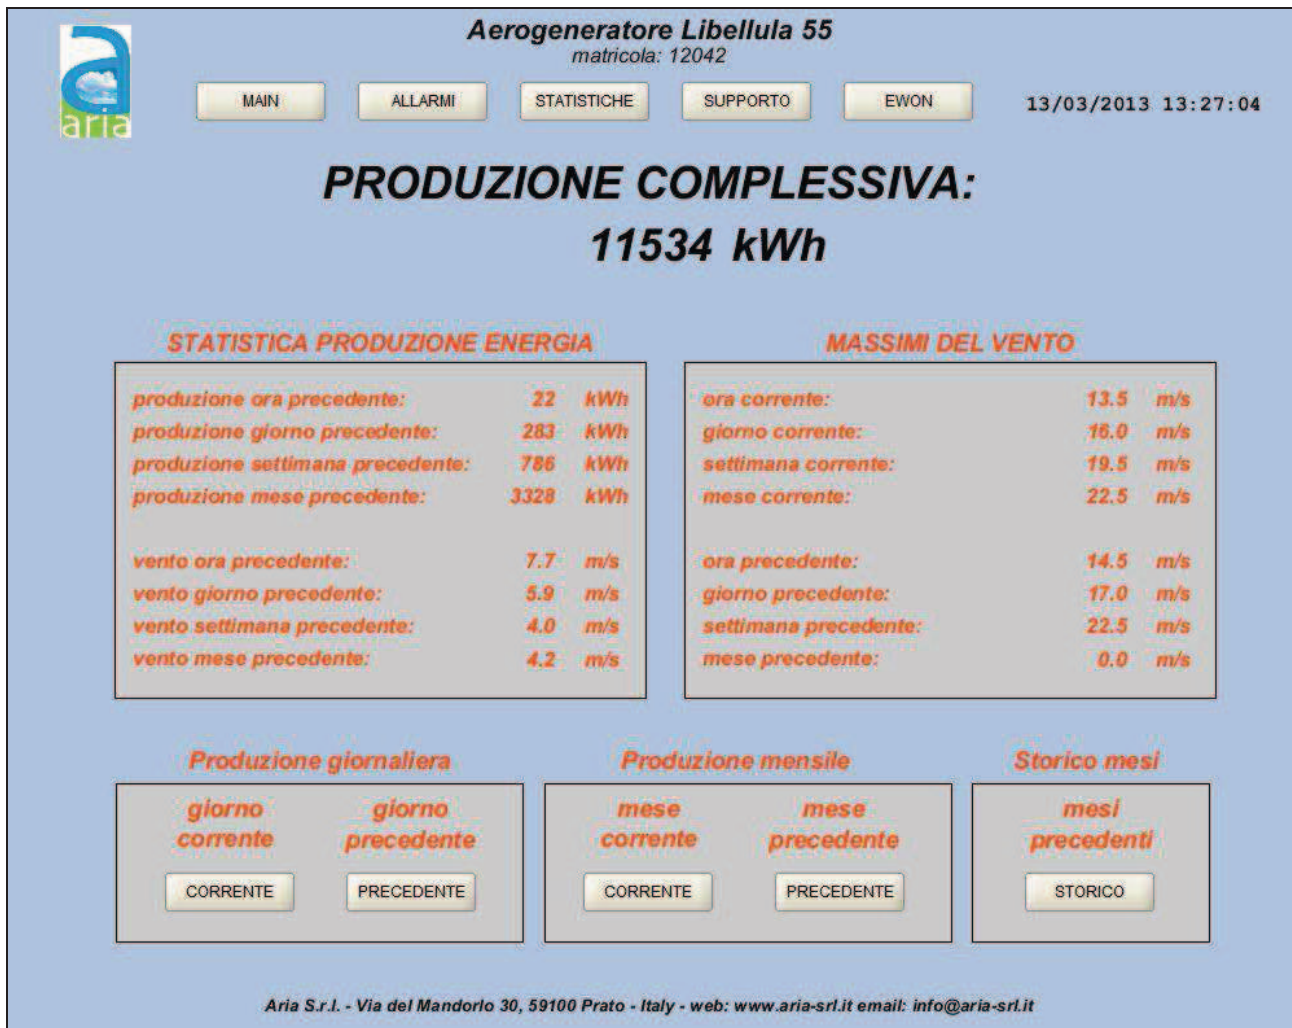 Aerogeneratore Libellula 55
matricola: 12042
aria
MAIN ALLARMI STATISTICHE SUPPORTO EWON 13/03/2013 13:27:04
PRODUZIONE COMPLESSIVA:
11534 kWh
STATISTICA PRODUZIONE ENERGIA
produzione ora precedente: 22 kWh
produzione giorno precedente: 283 kWh
produzione settimana precedente: 786 kWh
produzione mese precedente: 3328 kWh
vento ora precedente: 7.7 m/s
vento giorno precedente: 5.9 m/s
vento settimana precedente: 4.0 m/s
vento mese precedente: 4.2 m/s
MASSIMI DEL VENTO
ora corrente: 13.5 m/s
giorno corrente: 16.0 m/s
settimana corrente: 19.5 m/s
mese corrente: 22.5 m/s
ora precedente: 14.5 m/s
giorno precedente: 17.0 m/s
settimana precedente: 22.5 m/s
mese precedente: 0.0 m/s
Produzione giornaliera
giorno corrente
CORRENTE
giorno precedente
PRECEDENTE
Produzione mensile
mese corrente
CORRENTE
mese precedente
PRECEDENTE
Storico mesi
mesi precedenti
STORICO
Aria S.r.l. - Via del Mandorlo 30, 59100 Prato - Italy - web: www.aria-srl.it email: info@aria-srl.it